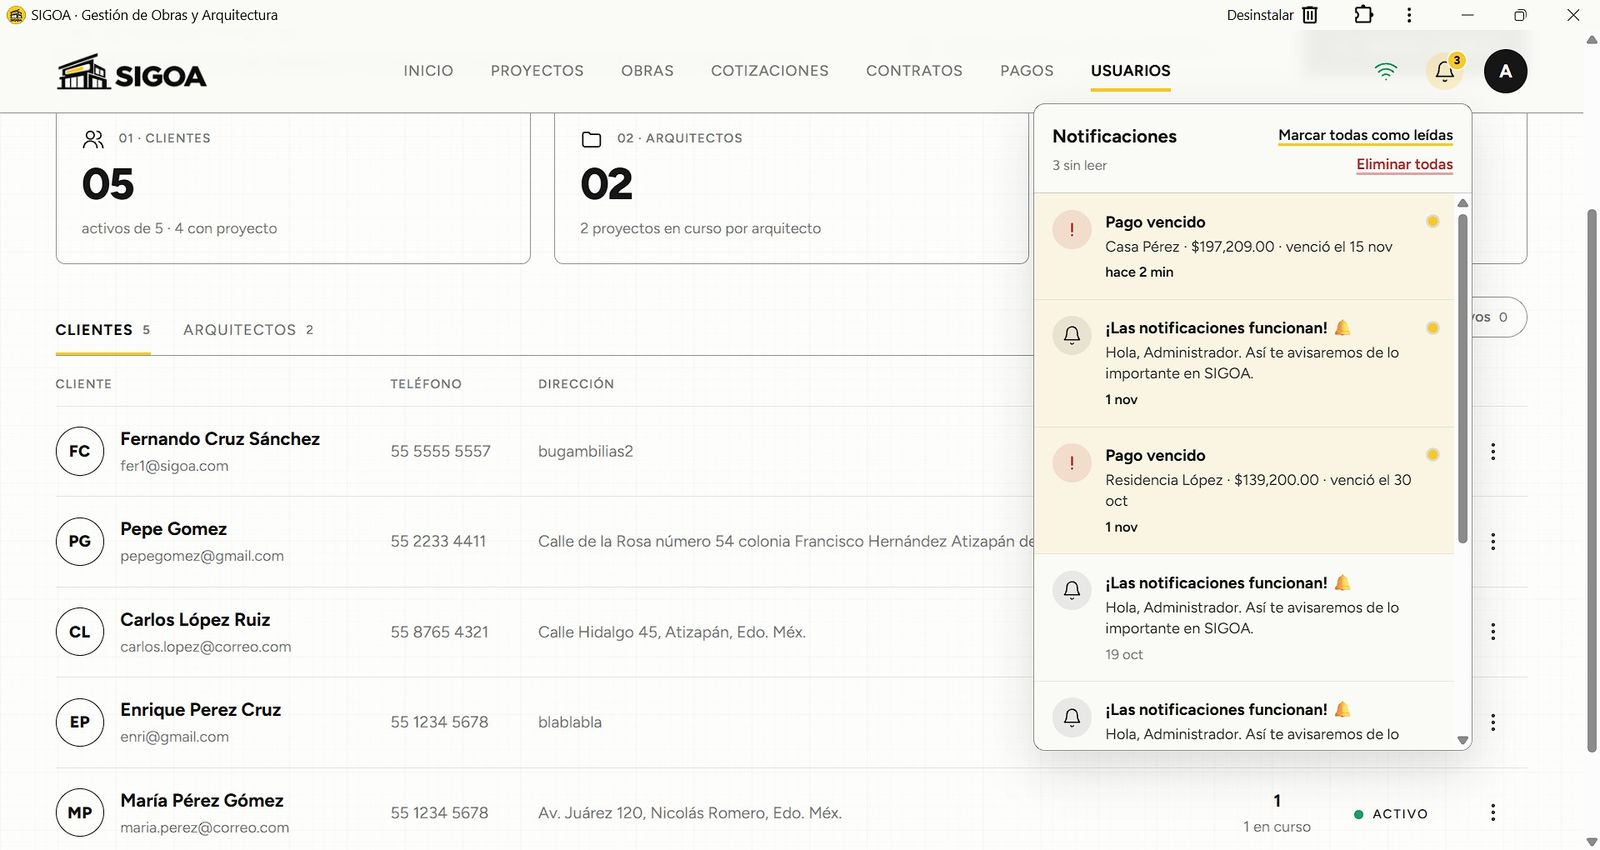 SIGOA · Gestión de Obras y Arquitectura
Desinstalar
SIGOA
INICIO PROYECTOS OBRAS COTIZACIONES CONTRATOS PAGOS USUARIOS
3
A
01 · CLIENTES
05
activos de 5 · 4 con proyecto
02 · ARQUITECTOS
02
2 proyectos en curso por arquitecto
CLIENTES 5 ARQUITECTOS 2
vos 0
CLIENTE TELÉFONO DIRECCIÓN
FC
Fernando Cruz Sánchez
fer1@sigoa.com
55 5555 5557
bugambilias2
PG
Pepe Gomez
pepegomez@gmail.com
55 2233 4411
Calle de la Rosa número 54 colonia Francisco Hernández Atizapán de
CL
Carlos López Ruiz
carlos.lopez@correo.com
55 8765 4321
Calle Hidalgo 45, Atizapán, Edo. Méx.
EP
Enrique Perez Cruz
enri@gmail.com
55 1234 5678
blablabla
MP
María Pérez Gómez
maria.perez@correo.com
55 1234 5678
Av. Juárez 120, Nicolás Romero, Edo. Méx.
1
1 en curso
ACTIVO
Notificaciones
Marcar todas como leídas
3 sin leer
Eliminar todas
!
Pago vencido
Casa Pérez · $197,209.00 · venció el 15 nov
hace 2 min
¡Las notificaciones funcionan! 🔔
Hola, Administrador. Así te avisaremos de lo
importante en SIGOA.
1 nov
!
Pago vencido
Residencia López · $139,200.00 · venció el 30
oct
1 nov
¡Las notificaciones funcionan! 🔔
Hola, Administrador. Así te avisaremos de lo
importante en SIGOA.
19 oct
¡Las notificaciones funcionan! 🔔
Hola, Administrador. Así te avisaremos de lo